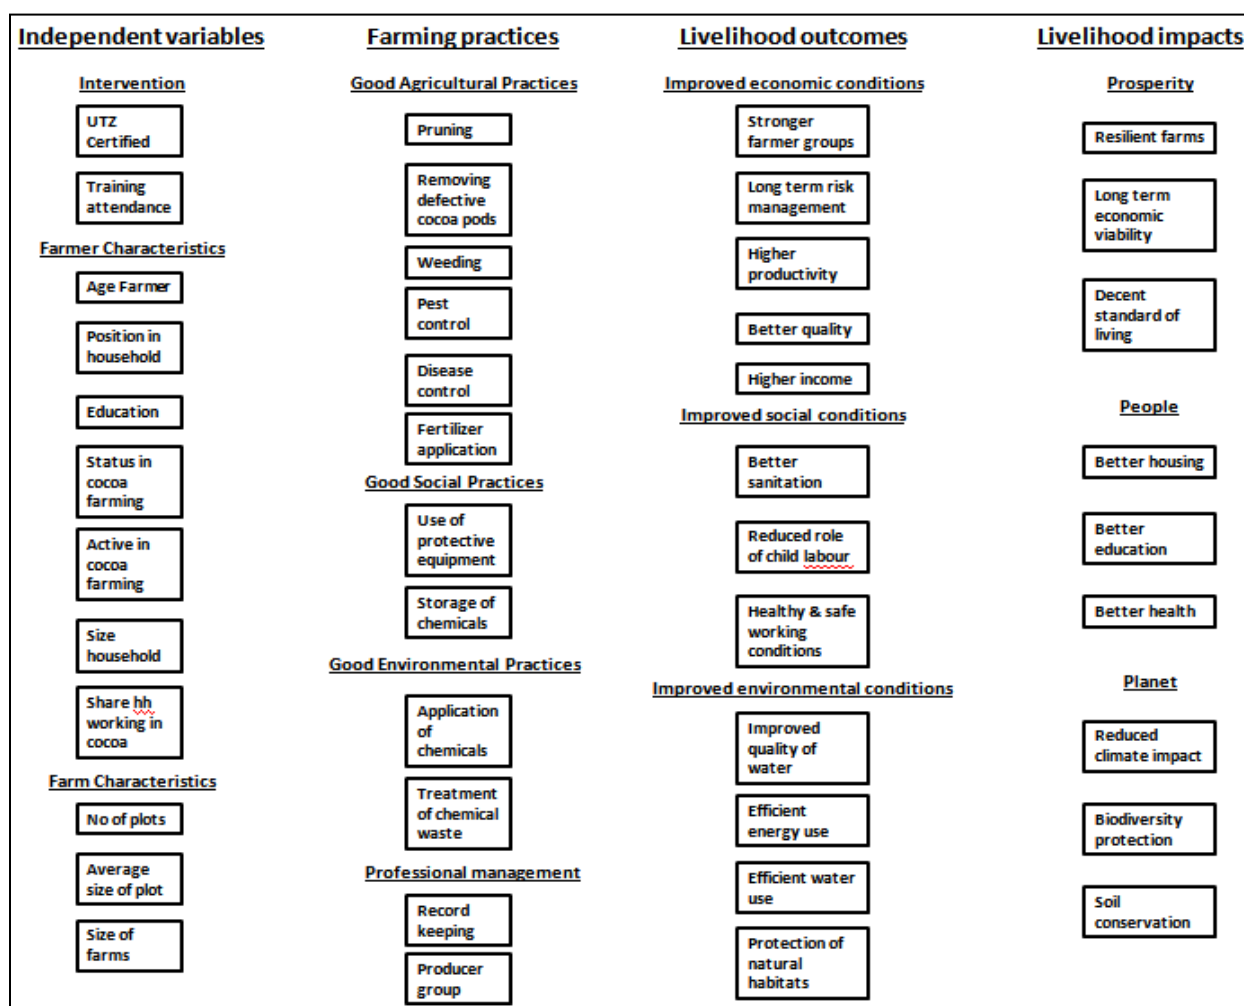 Independent variables
Intervention
UTZ
Certified
Training
attendance
Farmer Characteristics
Age Farmer
Position in
household
Education
Status in
cocoa
farming
Active in
cocoa
farming
Size
household
Share hh
working in
cocoa
Farm Characteristics
No of plots
Average
size of plot
Size of
farms
Farming practices
Good Agricultural Practices
Pruning
Removing
defective
cocoa pods
Weeding
Pest
control
Disease
control
Fertilizer
application
Good Social Practices
Use of
protective
equipment
Storage of
chemicals
Good Environmental Practices
Application
of
chemicals
Treatment
of chemical
waste
Professional management
Record
keeping
Producer
group
Livelihood outcomes
Improved economic conditions
Stronger
farmer groups
Long term risk
management
Higher
productivity
Better quality
Higher income
Improved social conditions
Better
sanitation
Reduced role
of child labour
Healthy & safe
working
conditions
Improved environmental conditions
Improved
quality of
water
Efficient
energy use
Efficient water
use
Protection of
natural
habitats
Livelihood impacts
Prosperity
Resilient farms
Long term
economic
viability
Decent
standard of
living
People
Better housing
Better
education
Better health
Planet
Reduced
climate impact
Biodiversity
protection
Soil
conservation